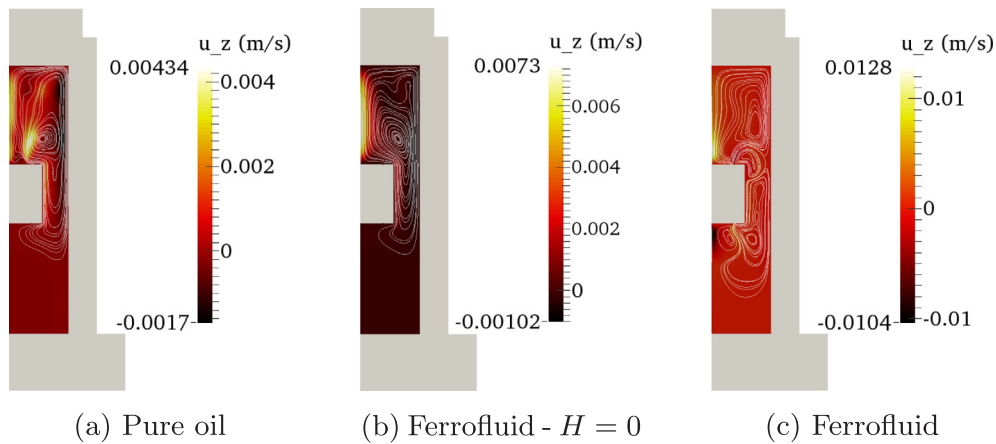 u_z (m/s)
0.00434
0.004
0.002
0
-0.0017
(a) Pure oil
u_z (m/s)
0.0073
0.006
0.004
0.002
0
-0.00102
(b) Ferrofluid - H = 0
u_z (m/s)
0.0128
0.01
0
-0.0104
-0.01
(c) Ferrofluid